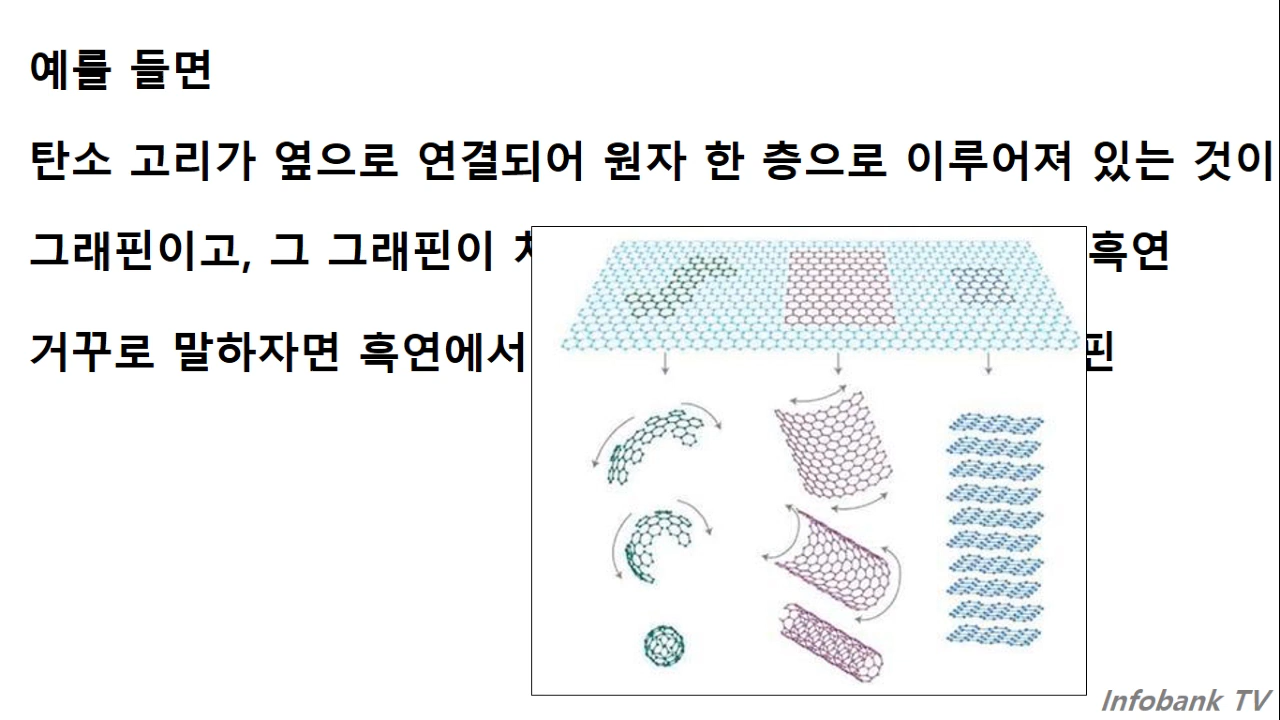 예를 들면
탄소 고리가 옆으로 연결되어 원자 한 층으로 이루어져 있는 것이
그래핀이고, 그 그래핀이 흑연
거꾸로 말하자면 흑연에서 핀
Infobank TV